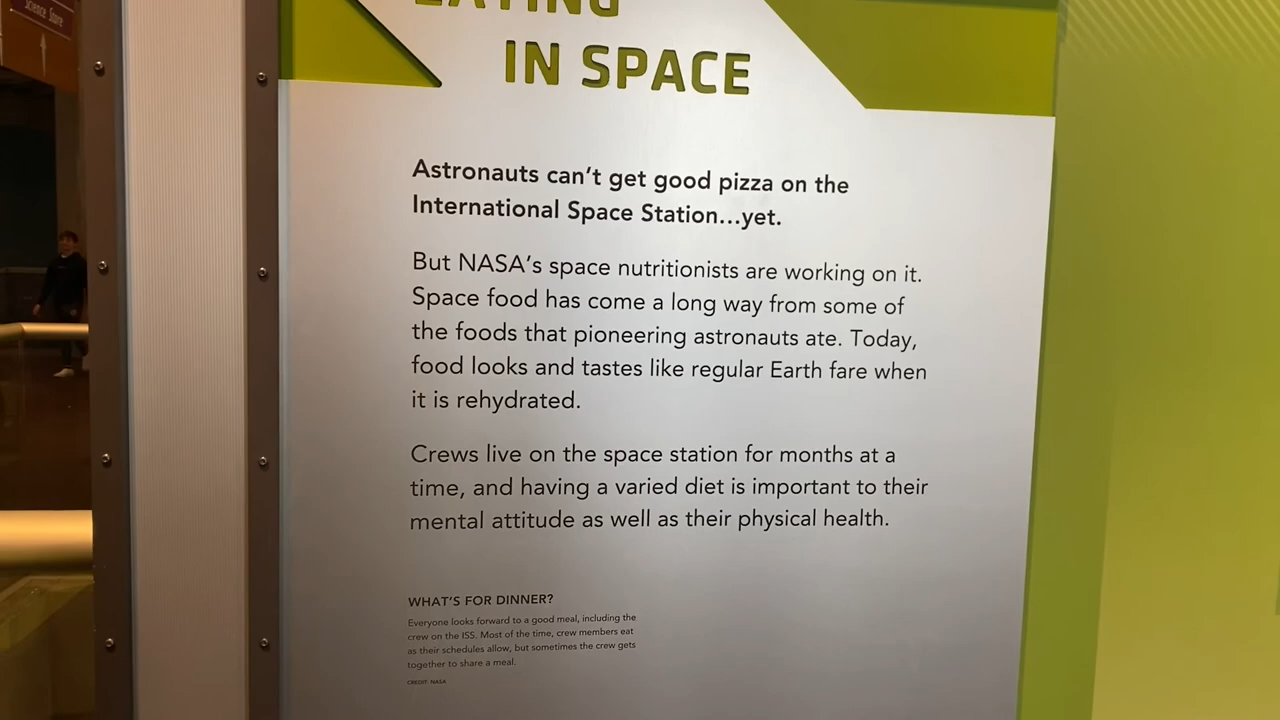 Science Store
EATING
IN SPACE
Astronauts can't get good pizza on the
International Space Station...yet.
But NASA's space nutritionists are working on it.
Space food has come a long way from some of
the foods that pioneering astronauts ate. Today,
food looks and tastes like regular Earth fare when
it is rehydrated.
Crews live on the space station for months at a
time, and having a varied diet is important to their
mental attitude as well as their physical health.
WHAT'S FOR DINNER?
Everyone looks forward to a good meal, including the
crew on the ISS. Most of the time, crew members eat
as their schedules allow, but sometimes the crew gets
together to share a meal.
CREDIT: NASA